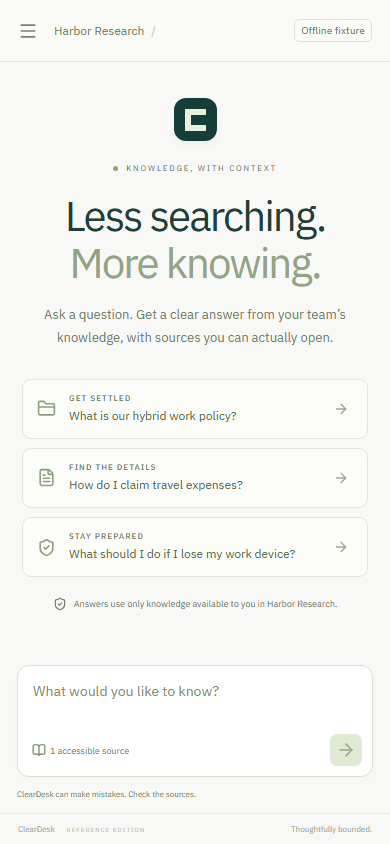 Harbor Research /
Offline fixture
KNOWLEDGE, WITH CONTEXT
Less searching.
More knowing.
Ask a question. Get a clear answer from your team’s
knowledge, with sources you can actually open.
GET SETTLED
What is our hybrid work policy?
FIND THE DETAILS
How do I claim travel expenses?
STAY PREPARED
What should I do if I lose my work device?
Answers use only knowledge available to you in Harbor Research.
What would you like to know?
1 accessible source
ClearDesk can make mistakes. Check the sources.
ClearDesk REFERENCE EDITION
Thoughtfully bounded.